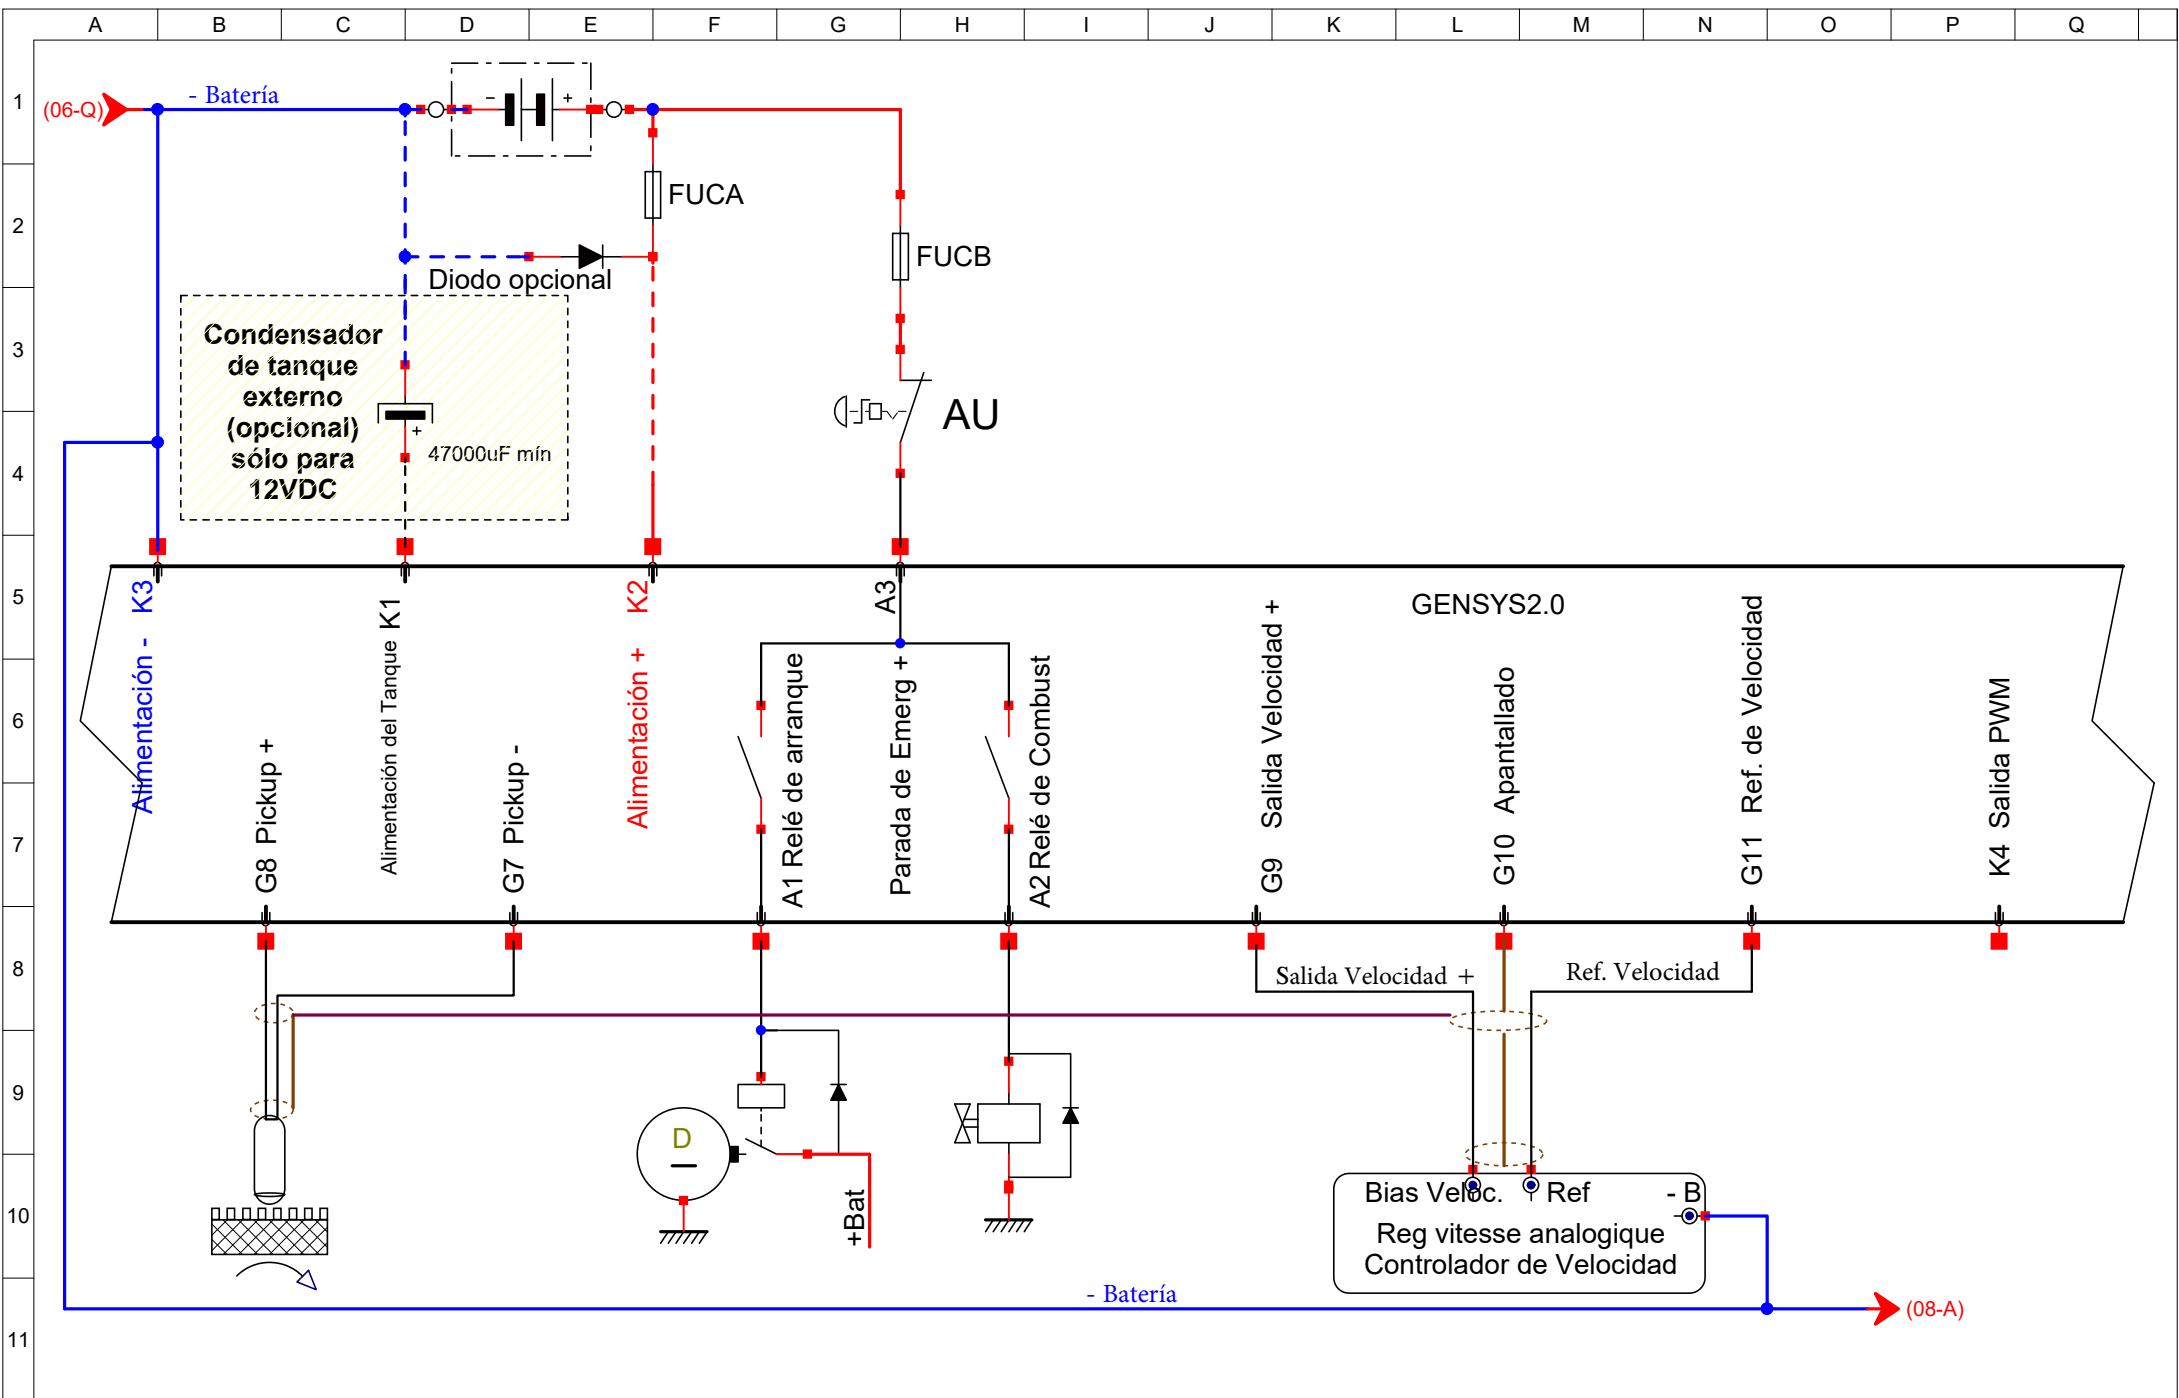 A B C D E F G H I J K L M N O P Q
1
(06-Q)
- Batería
- +
2
FUCA
FUCB
Diodo opcional
3
Condensador
de tanque
externo
(opcional)
sólo para
12VDC
+
47000uF mín
AU
4
5
Alimentación - K3
Alimentación del Tanque K1
Alimentación + K2
A3
Parada de Emerg +
GENSYS2.0
6
7
G8 Pickup +
G7 Pickup -
A1 Relé de arranque
A2 Relé de Combust
G9 Salida Velocidad +
G10 Apantallado
G11 Ref. de Velocidad
K4 Salida PWM
8
Salida Velocidad +
Ref. Velocidad
9
D
10
+Bat
Bias Veloc.
Ref
- B
Reg vitesse analogique
Controlador de Velocidad
- Batería
(08-A)
11